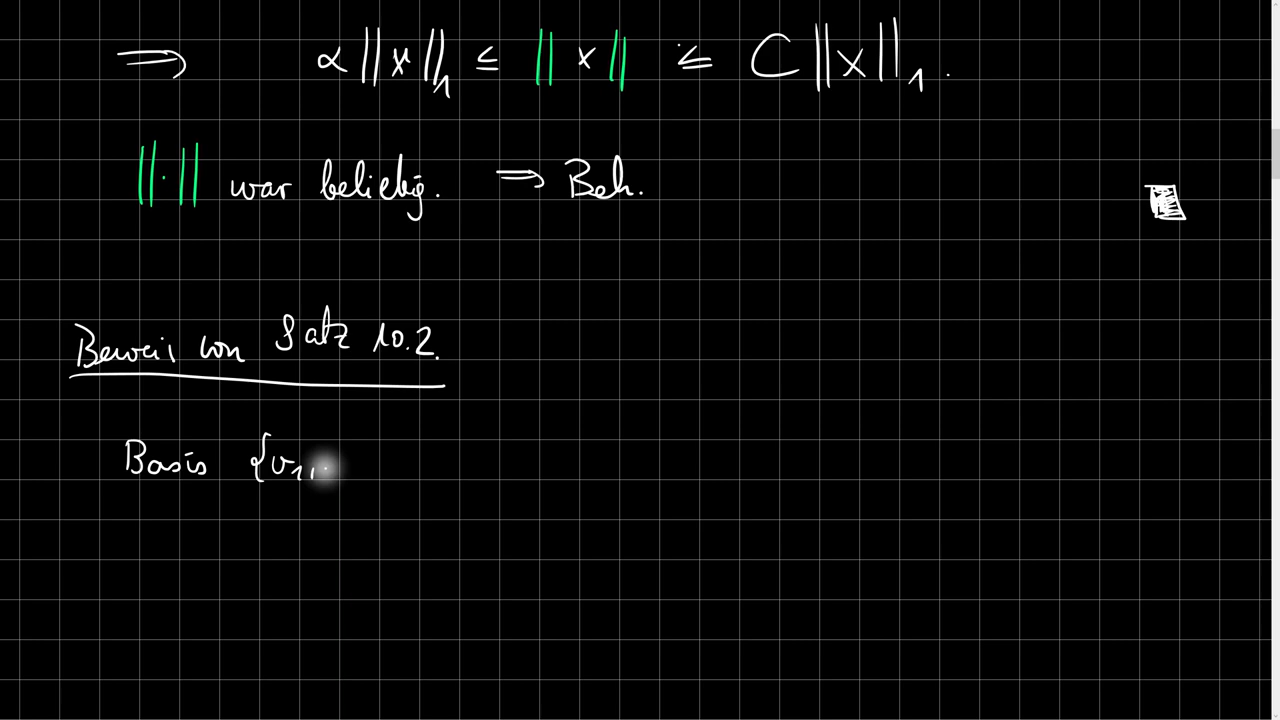 ⟹ α‖x‖₁ ≤ ‖x‖ ≤ C‖x‖₁.
‖·‖ war beliebig. ⟹ Beh.
Beweis von Satz 10.2.
Basis {v₁,.